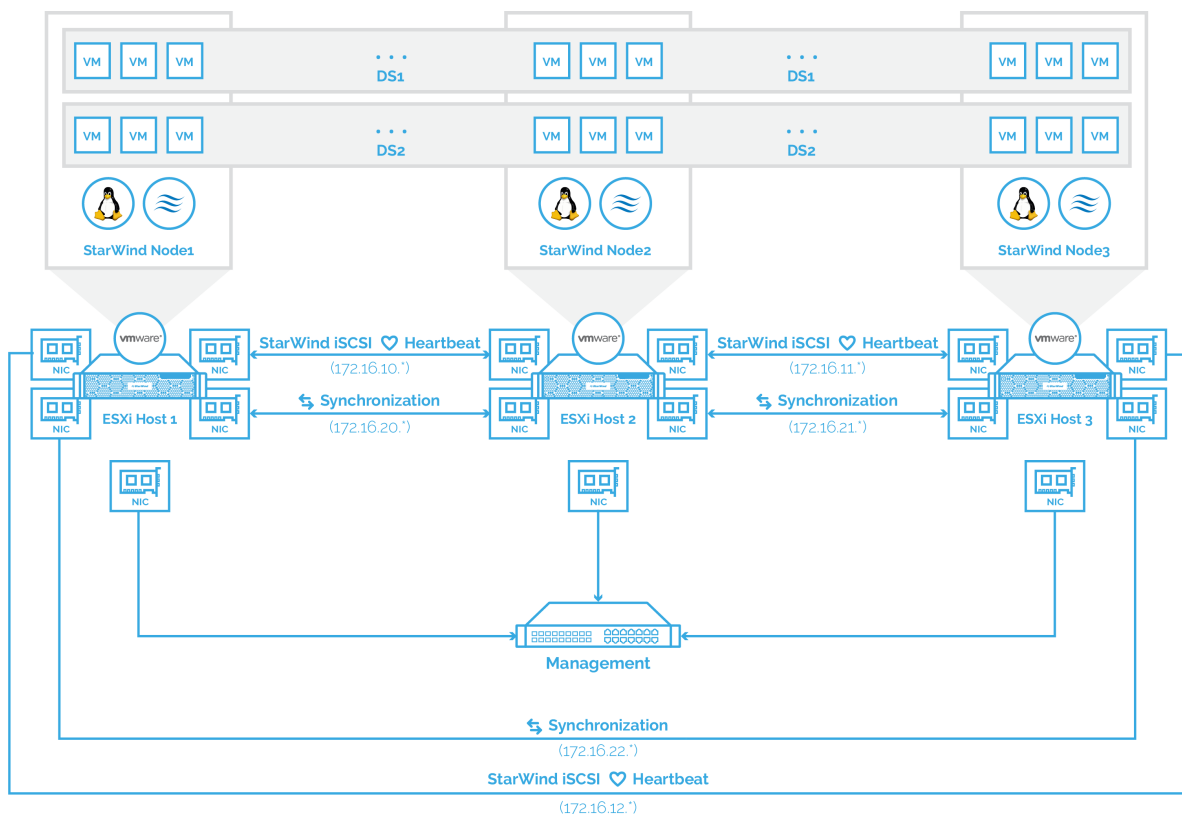 VM VM VM ... VM VM VM ... VM VM VM
DS1 DS1
VM VM VM ... VM VM VM ... VM VM VM
DS2 DS2
StarWind Node1 StarWind Node2 StarWind Node3
vmware® vmware® vmware®
StarWind iSCSI Heartbeat StarWind iSCSI Heartbeat
(172.16.10.*) (172.16.11.*)
NIC NIC NIC NIC NIC NIC
Synchronization Synchronization
ESXi Host 1 ESXi Host 2 ESXi Host 3
(172.16.20.*) (172.16.21.*)
NIC NIC NIC NIC NIC NIC
NIC NIC NIC
Management
Synchronization
(172.16.22.*)
StarWind iSCSI Heartbeat
(172.16.12.*)